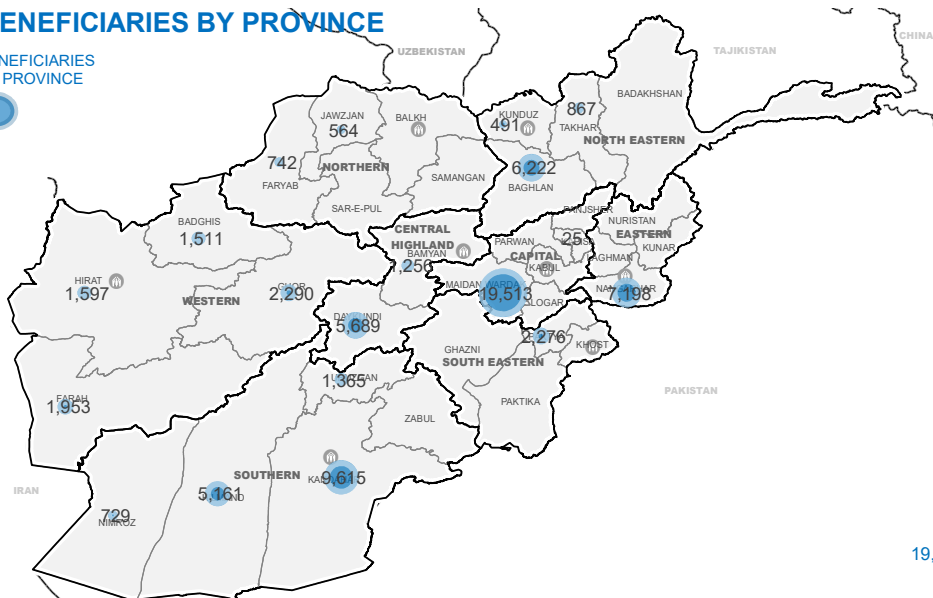 ENEFICIARIES BY PROVINCE
NEFICIARIES
PROVINCE
UZBEKISTAN
TAJIKISTAN
CHINA
BADAKHSHAN
JAWZJAN
564
BALKH
KUNDUZ
491
867
TAKHAR
NORTH EASTERN
742
FARYAB
NORTHERN
SAMANGAN
6,222
BAGHLAN
SAR-E-PUL
PANJSHER
NURISTAN
BADGHIS
1,511
CENTRAL
HIGHLAND
BAMYAN
1,256
PARWAN
25
EASTERN
KUNAR
CAPITAL
KABUL
AGHMAN
HIRAT
1,597
WESTERN
GHOR
2,290
MAIDAN WARDA
19,513
LOGAR
7,198
5,689
2,276
KHOST
GHAZNI
SOUTH EASTERN
1,365
PAKTIKA
PAKISTAN
FARAH
1,953
ZABUL
SOUTHERN
9,615
IRAN
5,161
729
NIMROZ
19,